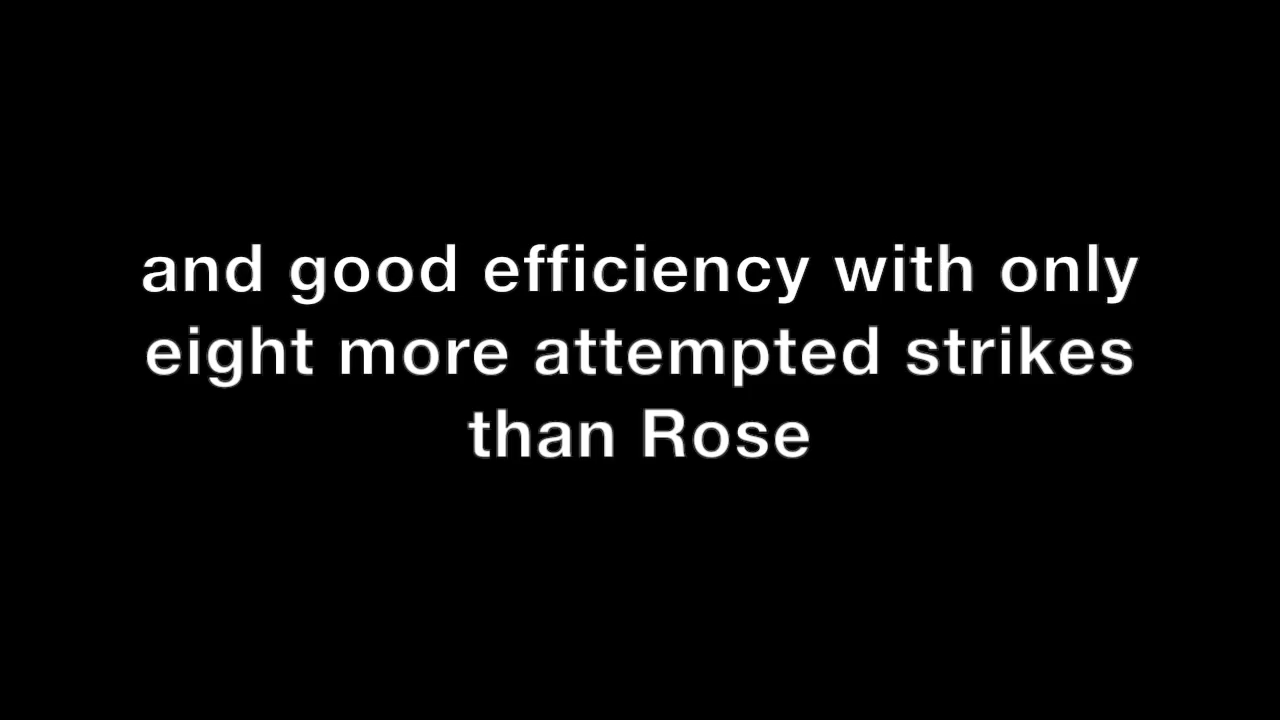 and good efficiency with only
eight more attempted strikes
than Rose